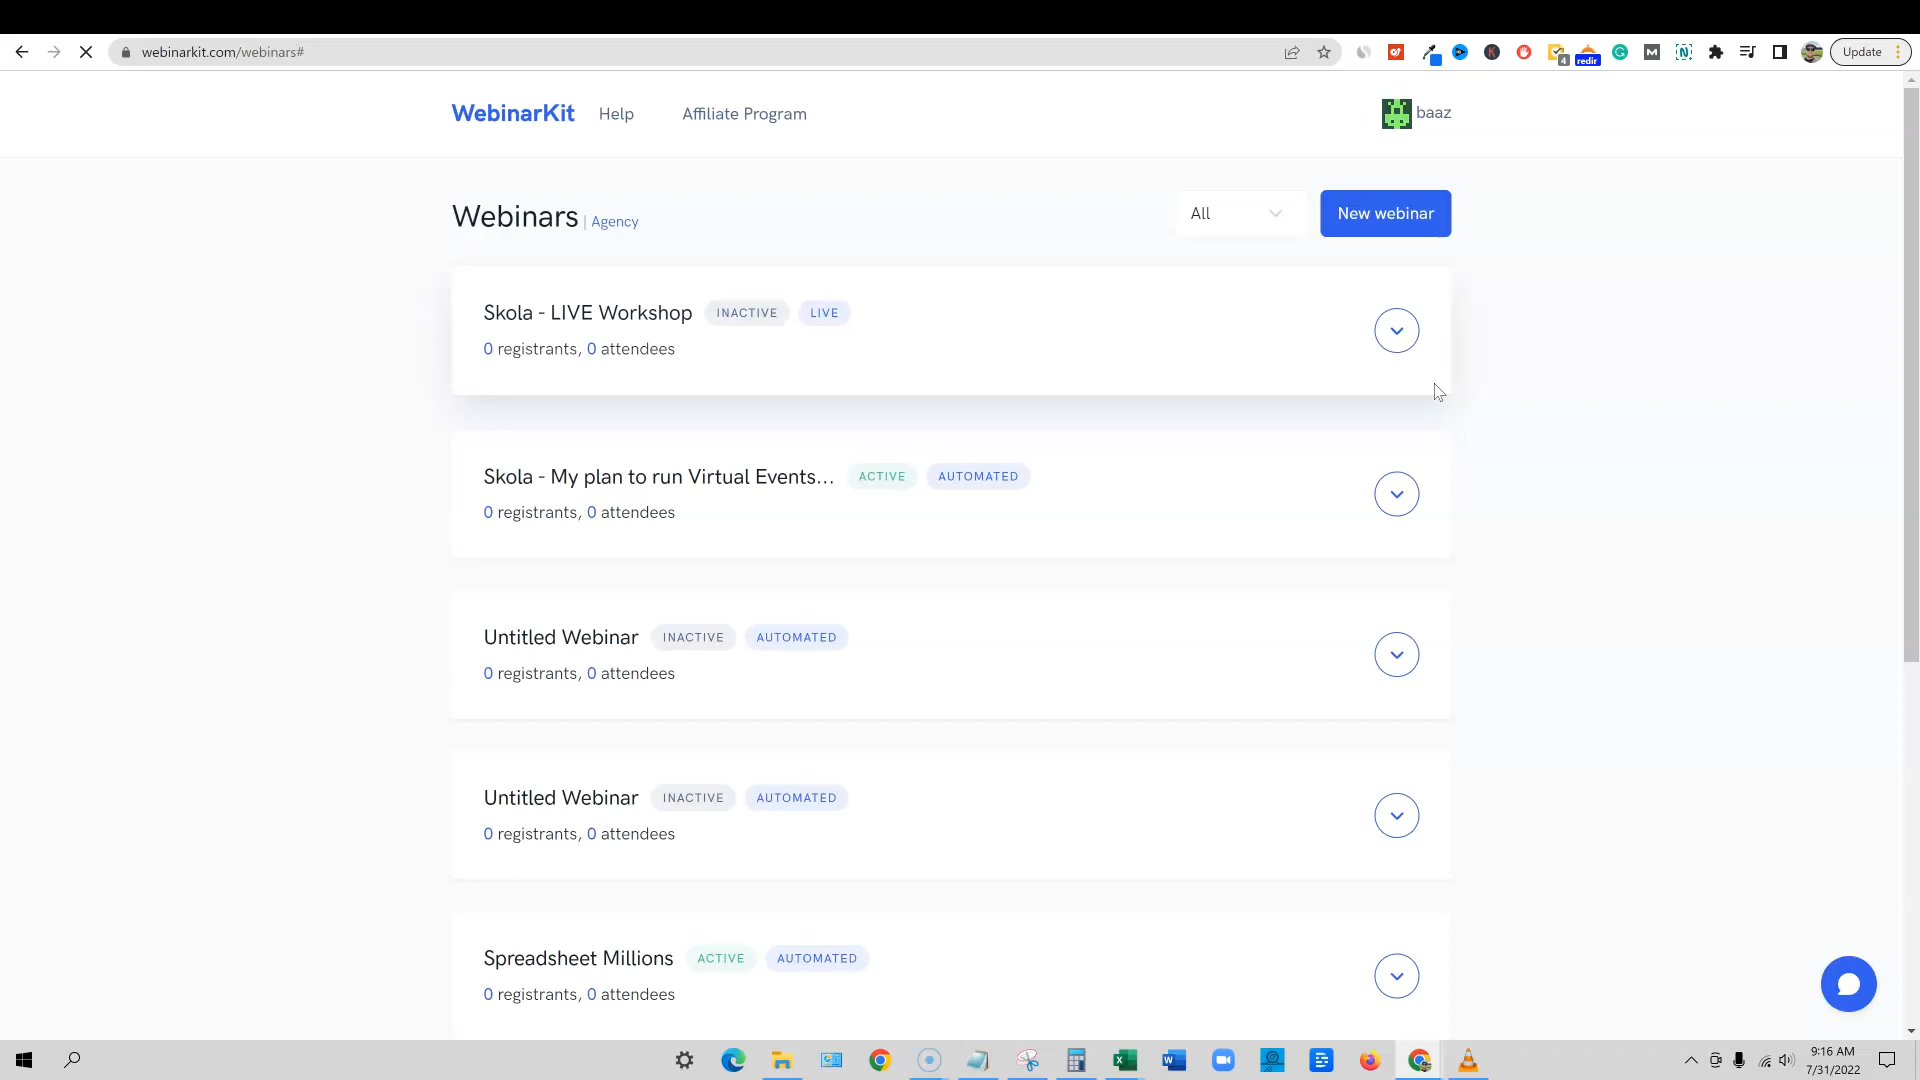 webinarkit.com/webinars#
4
redir
Update
WebinarKit
Help
Affiliate Program
baaz
Webinars | Agency
All
New webinar
Skola - LIVE Workshop INACTIVE LIVE
0 registrants, 0 attendees
Skola - My plan to run Virtual Events... ACTIVE AUTOMATED
0 registrants, 0 attendees
Untitled Webinar INACTIVE AUTOMATED
0 registrants, 0 attendees
Untitled Webinar INACTIVE AUTOMATED
0 registrants, 0 attendees
Spreadsheet Millions ACTIVE AUTOMATED
0 registrants, 0 attendees
9:16 AM
7/31/2022